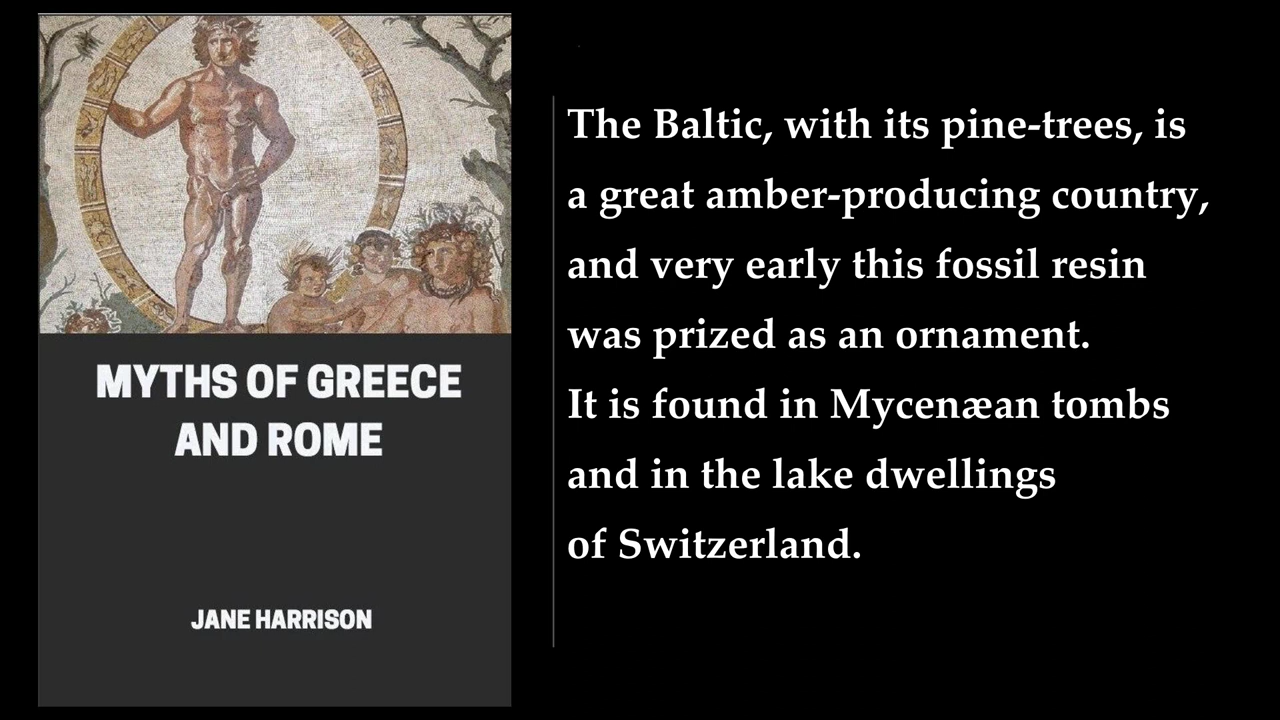 MYTHS OF GREECE
AND ROME
JANE HARRISON
The Baltic, with its pine-trees, is
a great amber-producing country,
and very early this fossil resin
was prized as an ornament.
It is found in Mycenæan tombs
and in the lake dwellings
of Switzerland.